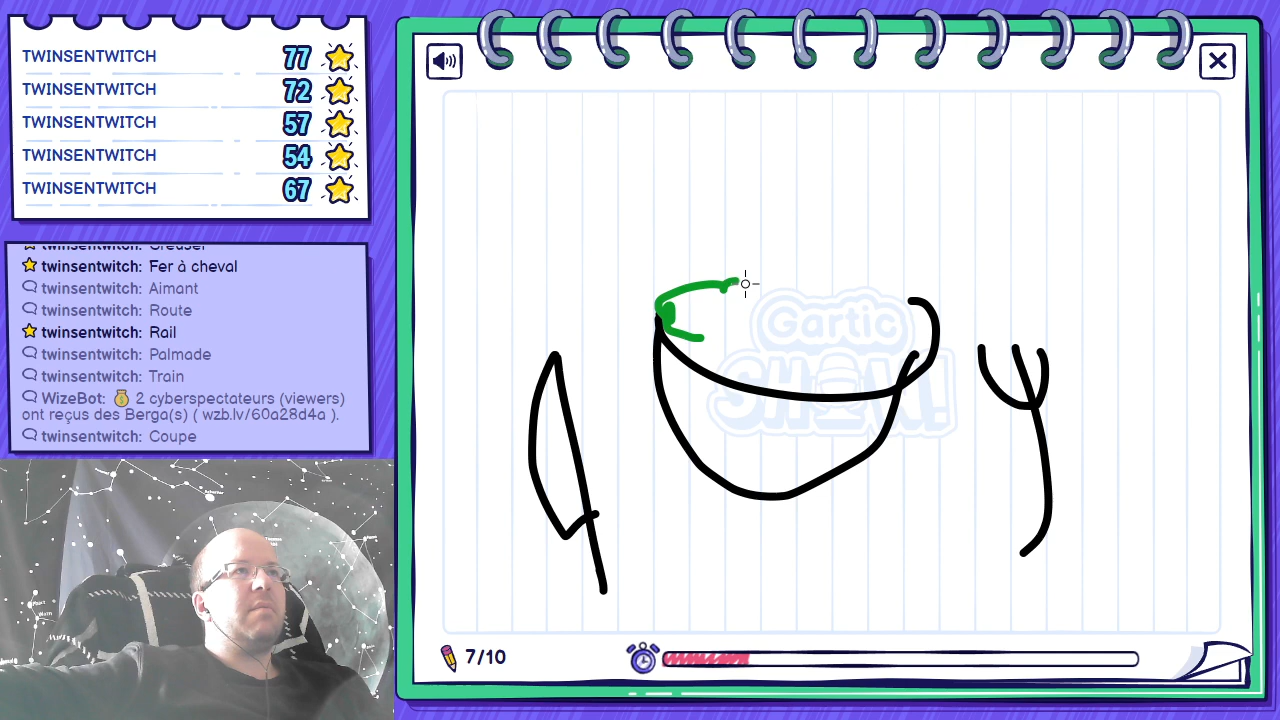 TWINSENTWITCH 77
TWINSENTWITCH 72
TWINSENTWITCH 57
TWINSENTWITCH 54
TWINSENTWITCH 67
twinsentwitch:
twinsentwitch: Fer à cheval
twinsentwitch: Aimant
twinsentwitch: Route
twinsentwitch: Rail
twinsentwitch: Palmade
twinsentwitch: Train
WizeBot: 💰 2 cyberspectateurs (viewers)
ont reçus des Berga(s) ( wzb.lv/60a28d4a ).
twinsentwitch: Coupe
Gartic
SHOW!
7/10